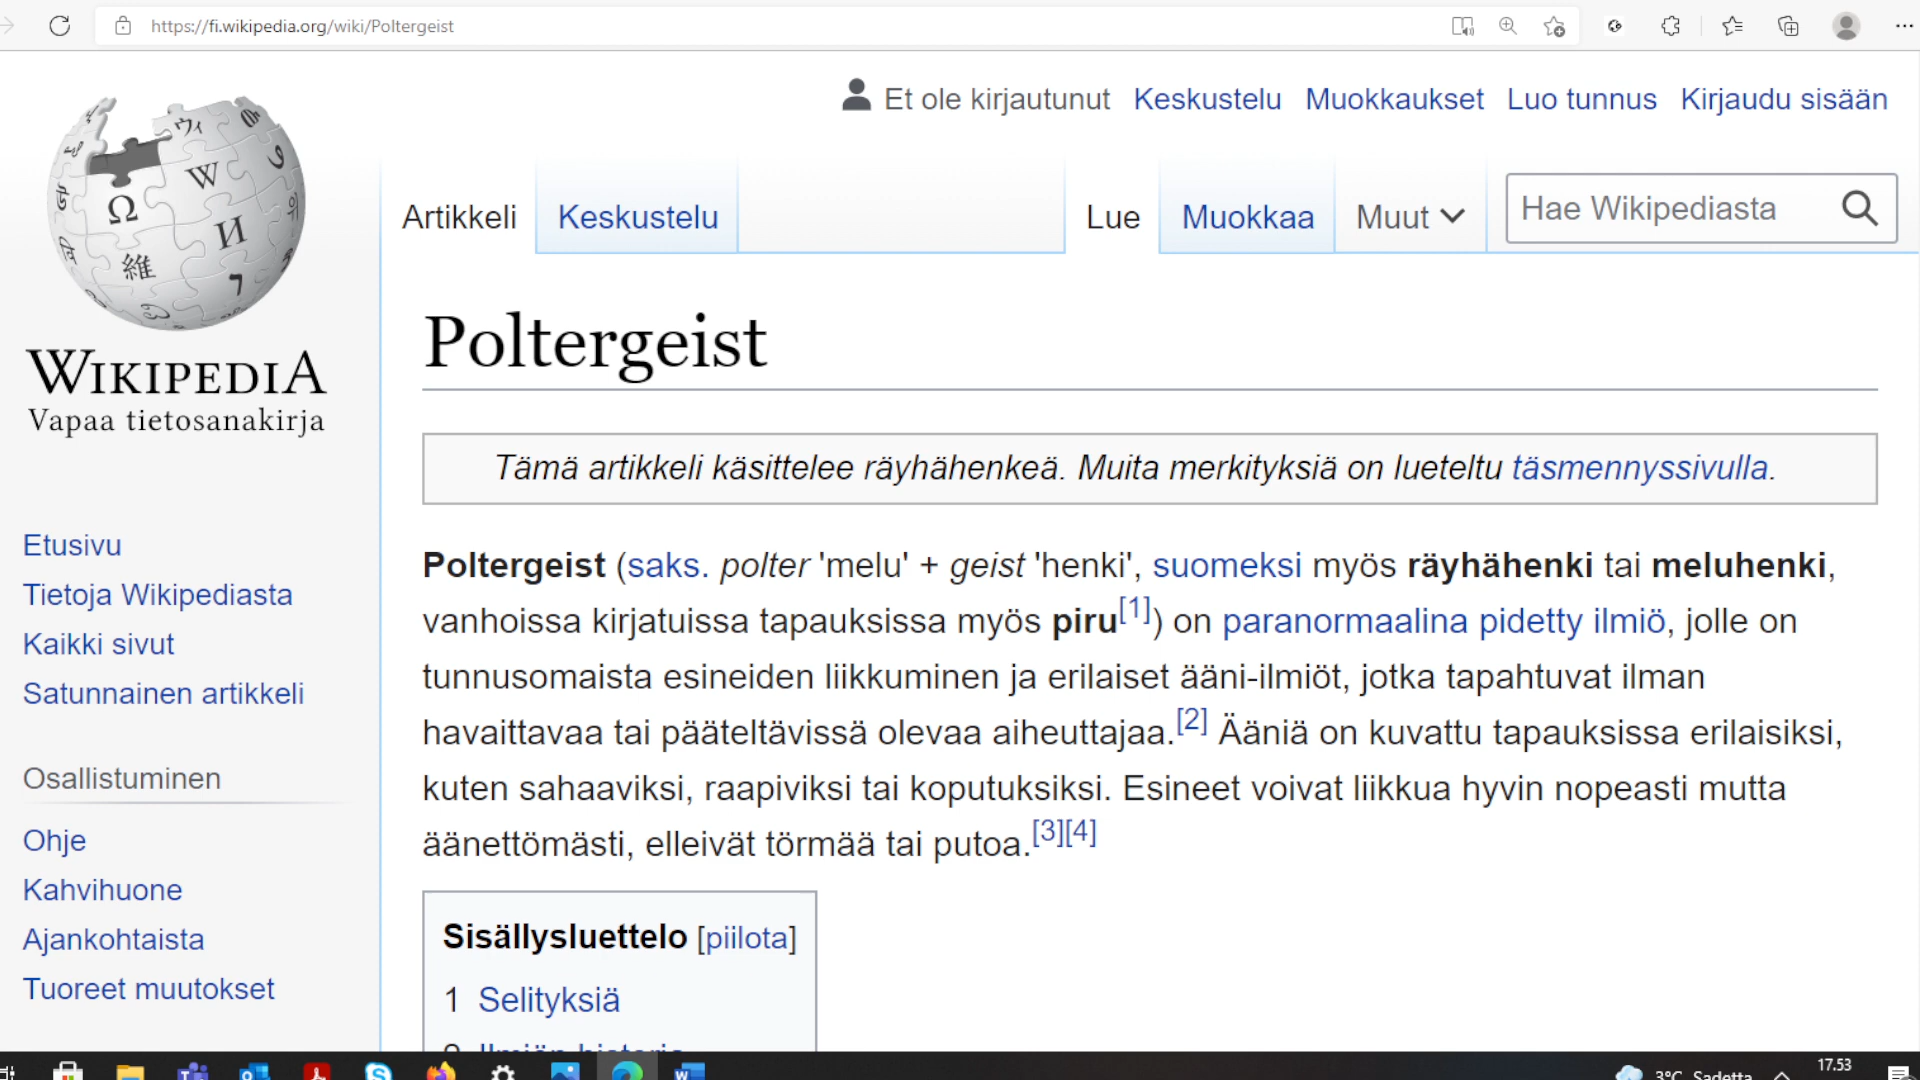 https://fi.wikipedia.org/wiki/Poltergeist
Et ole kirjautunut Keskustelu Muokkaukset Luo tunnus Kirjaudu sisään
Artikkeli Keskustelu Lue Muokkaa Muut Hae Wikipediasta
WIKIPEDIA
Vapaa tietosanakirja
Etusivu
Tietoja Wikipediasta
Kaikki sivut
Satunnainen artikkeli
Osallistuminen
Ohje
Kahvihuone
Ajankohtaista
Tuoreet muutokset
Poltergeist
Tämä artikkeli käsittelee räyhähenkeä. Muita merkityksiä on lueteltu täsmennyssivulla.
Poltergeist (saks. polter 'melu' + geist 'henki', suomeksi myös räyhähenki tai meluhenki,
vanhoissa kirjatuissa tapauksissa myös piru[1]) on paranormaalina pidetty ilmiö, jolle on
tunnusomaista esineiden liikkuminen ja erilaiset ääni-ilmiöt, jotka tapahtuvat ilman
havaittavaa tai pääteltävissä olevaa aiheuttajaa.[2] Ääniä on kuvattu tapauksissa erilaisiksi,
kuten sahaaviksi, raapiviksi tai koputuksiksi. Esineet voivat liikkua hyvin nopeasti mutta
äänettömästi, elleivät törmää tai putoa.[3][4]
Sisällysluettelo [piilota]
1 Selityksiä
2 Ilmiön historia
3°C Sadetta 17.53